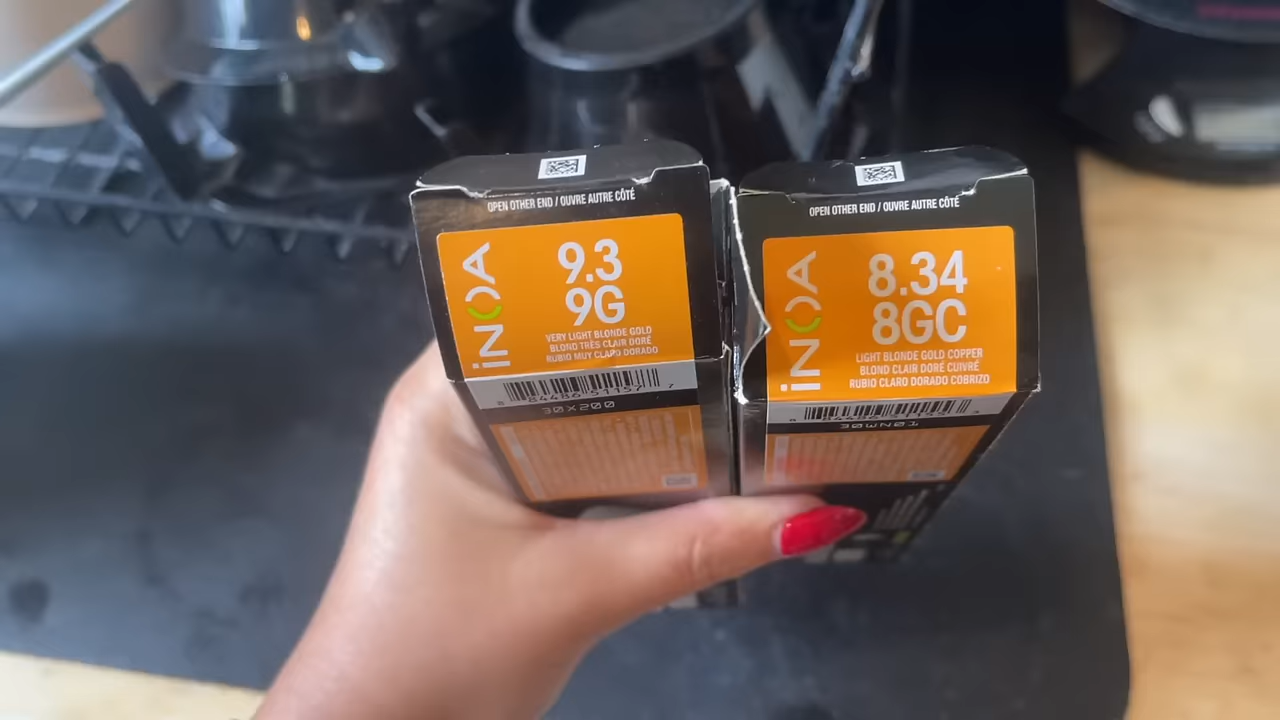 OPEN OTHER END / OUVRE AUTRE CÔTÉ
iNOA
9.3
9G
VERY LIGHT BLONDE GOLD
BLOND TRÈS CLAIR DORÉ
RUBIO MUY CLARO DORADO
30X200
OPEN OTHER END / OUVRE AUTRE CÔTÉ
iNOA
8.34
8GC
LIGHT BLONDE GOLD COPPER
BLOND CLAIR DORÉ CUIVRÉ
RUBIO CLARO DORADO COBRIZO
30WN01